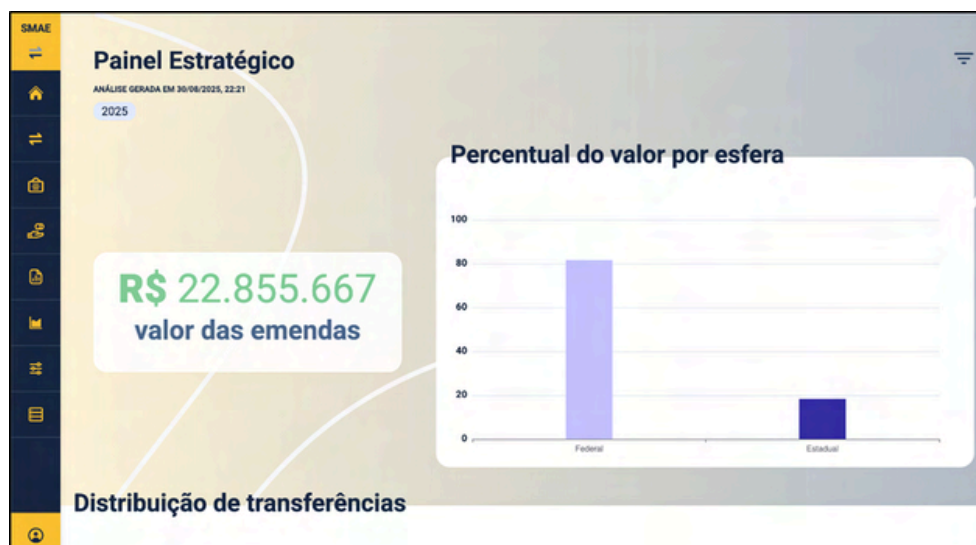 SMAE
Painel Estratégico
ANÁLISE GERADA EM 30/08/2025, 22:21
2025
R$ 22.855.667
valor das emendas
Percentual do valor por esfera
100
80
60
40
20
0
Federal
Estadual
Distribuição de transferências